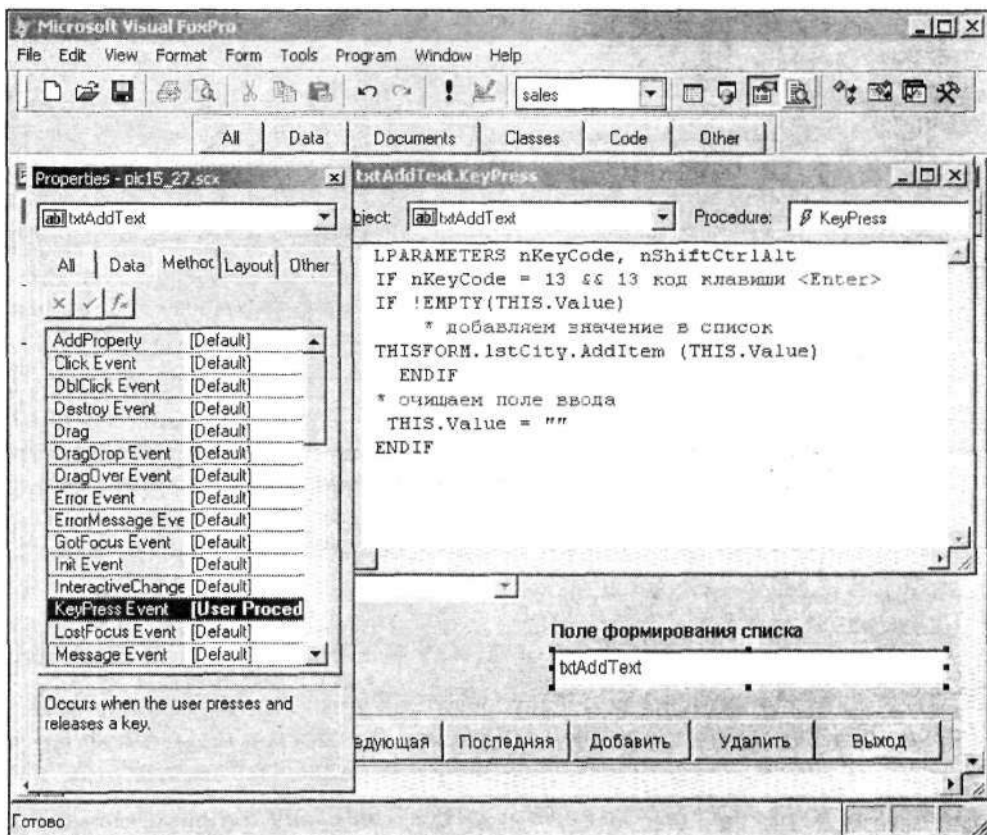 Microsoft Visual FoxPro
File Edit View Format Form Tools Program Window Help
sales
All Data Documents Classes Code Other
Properties - pic15_27.scx
txtAddText.KeyPress
txtAddText
bject: txtAddText Procedure: KeyPress
All Data Methoc Layout Other
LPARAMETERS nKeyCode, nShiftCtrlAlt
IF nKeyCode = 13 && 13 код клавиши <Enter>
IF !EMPTY(THIS.Value)
* добавляем значение в список
THISFORM.lstCity.AddItem (THIS.Value)
ENDIF
* очищаем поле ввода
THIS.Value = ""
ENDIF
AddProperty [Default]
Click Event [Default]
DblClick Event [Default]
Destroy Event [Default]
Drag [Default]
DragDrop Event [Default]
DragOver Event [Default]
Error Event [Default]
ErrorMessage Eve [Default]
GotFocus Event [Default]
Init Event [Default]
InteractiveChange [Default]
KeyPress Event [User Proced
LostFocus Event [Default]
Message Event [Default]
Occurs when the user presses and
releases a key.
Поле формирования списка
txtAddText
едующая Последняя Добавить Удалить Выход
Готово